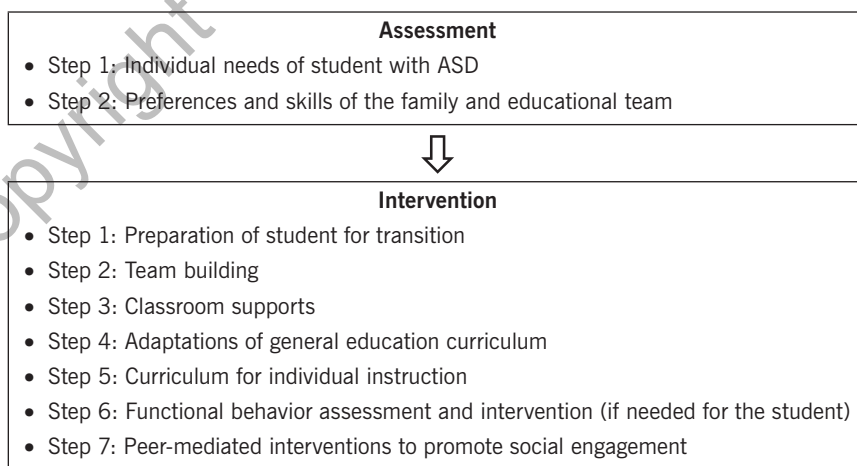 Assessment
• Step 1: Individual needs of student with ASD
• Step 2: Preferences and skills of the family and educational team
Intervention
• Step 1: Preparation of student for transition
• Step 2: Team building
• Step 3: Classroom supports
• Step 4: Adaptations of general education curriculum
• Step 5: Curriculum for individual instruction
• Step 6: Functional behavior assessment and intervention (if needed for the student)
• Step 7: Peer-mediated interventions to promote social engagement
opyright